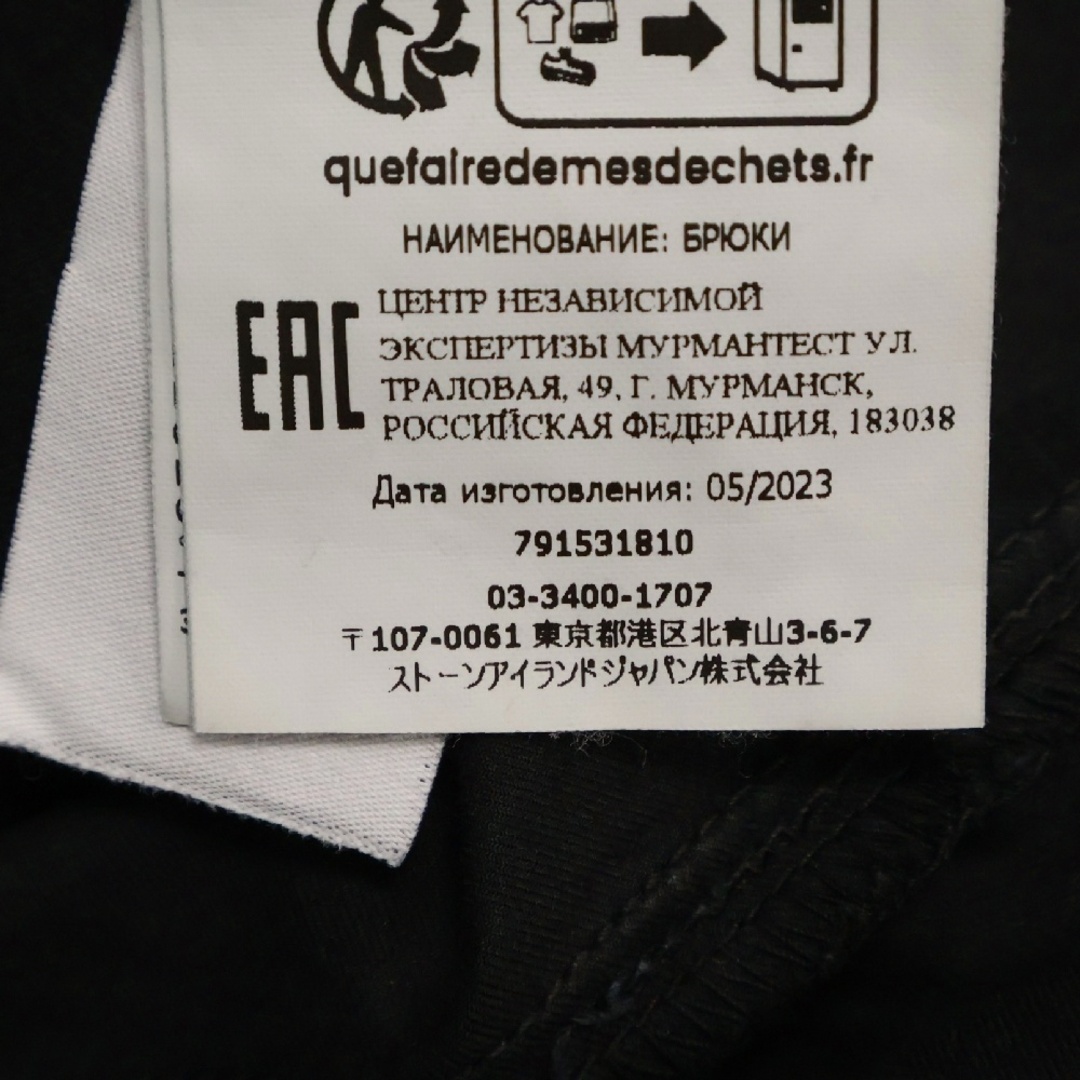 quefairedemesdechets.fr
НАИМЕНОВАНИЕ: БРЮКИ
EAC
ЦЕНТР НЕЗАВИСИМОЙ
ЭКСПЕРТИЗЫ МУРМАНТЕСТ УЛ.
ТРАЛОВАЯ, 49, Г. МУРМАНСК,
РОССИЙСКАЯ ФЕДЕРАЦИЯ, 183038
Дата изготовления: 05/2023
791531810
03-3400-1707
〒107-0061 東京都港区北青山3-6-7
ストーンアイランドジャパン株式会社